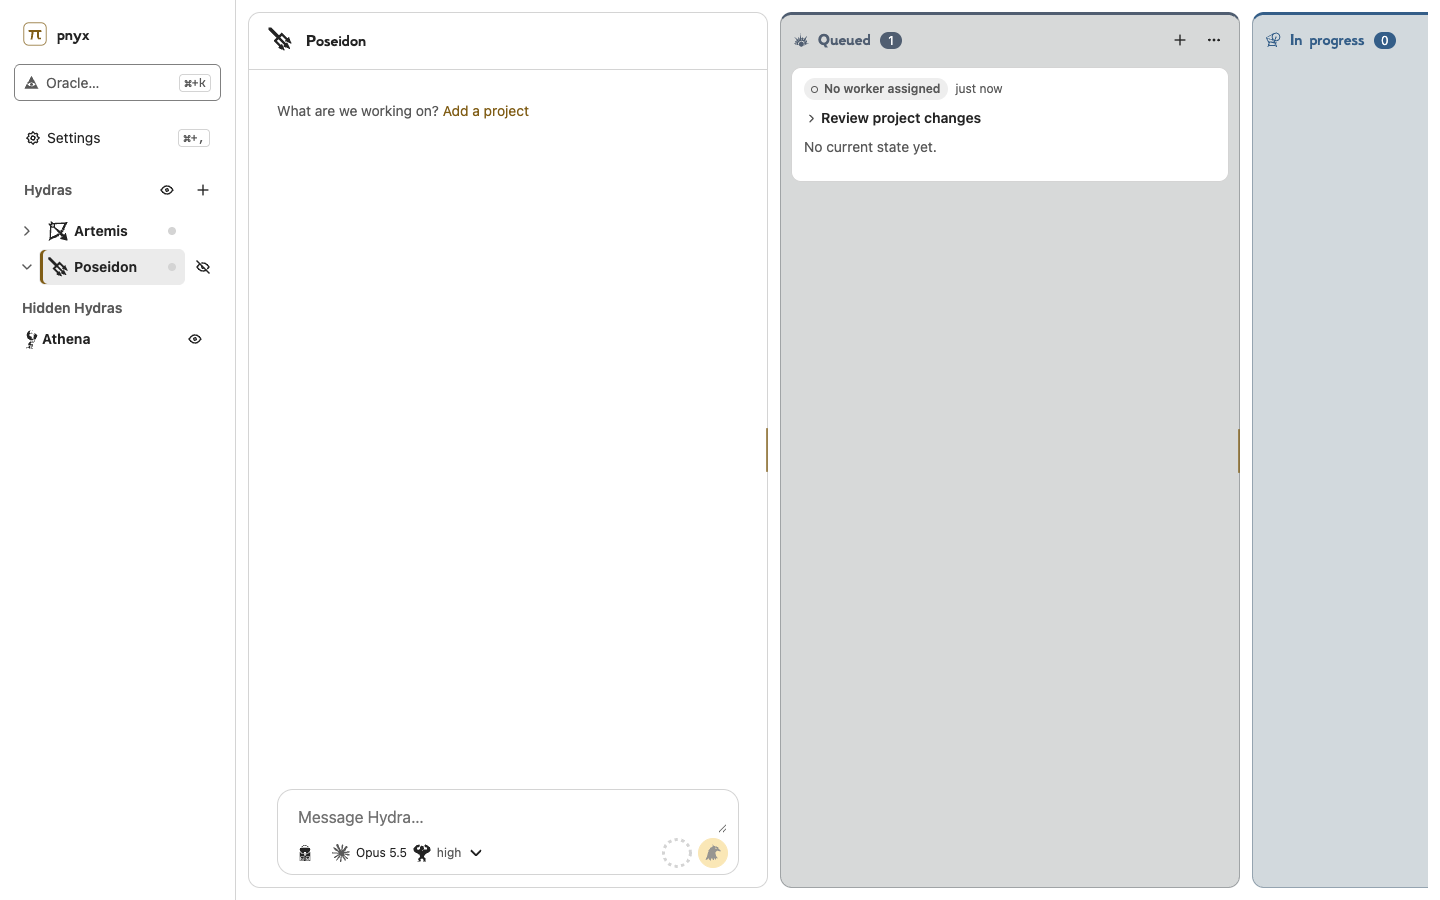 pnyx
Oracle... ⌘+k
Settings ⌘+,
Hydras
Artemis
Poseidon
Hidden Hydras
Athena
Poseidon
What are we working on? Add a project
Message Hydra...
Opus 5.5 high
Queued 1
No worker assigned just now
Review project changes
No current state yet.
In progress 0